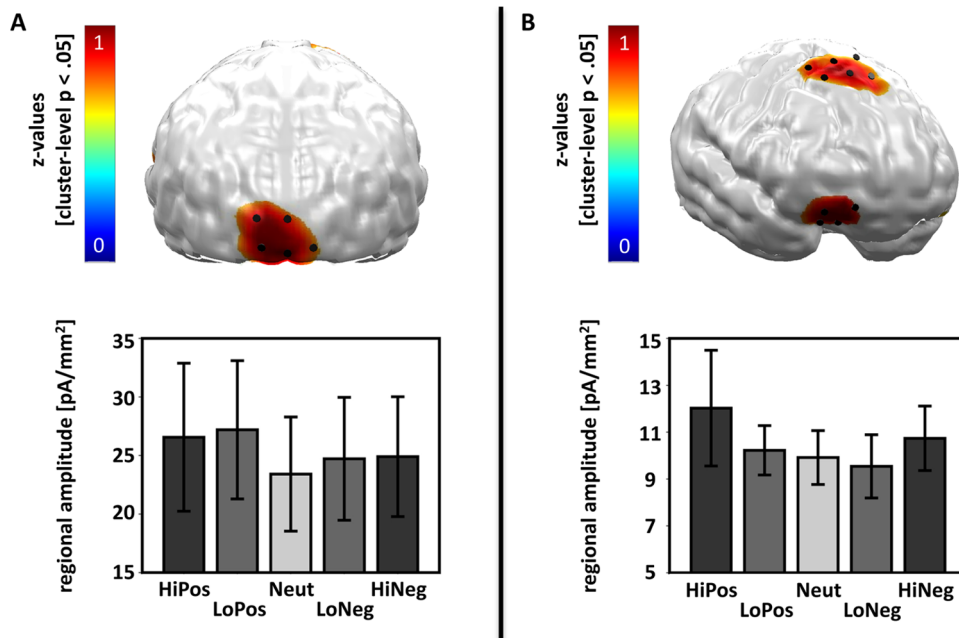 A
z-values
[cluster-level p < .05]
1
0
regional amplitude [pA/mm²]
35
30
25
20
15
HiPos
LoPos
Neut
LoNeg
HiNeg
B
z-values
[cluster-level p < .05]
1
0
regional amplitude [pA/mm²]
15
13
11
9
7
5
HiPos
LoPos
Neut
LoNeg
HiNeg